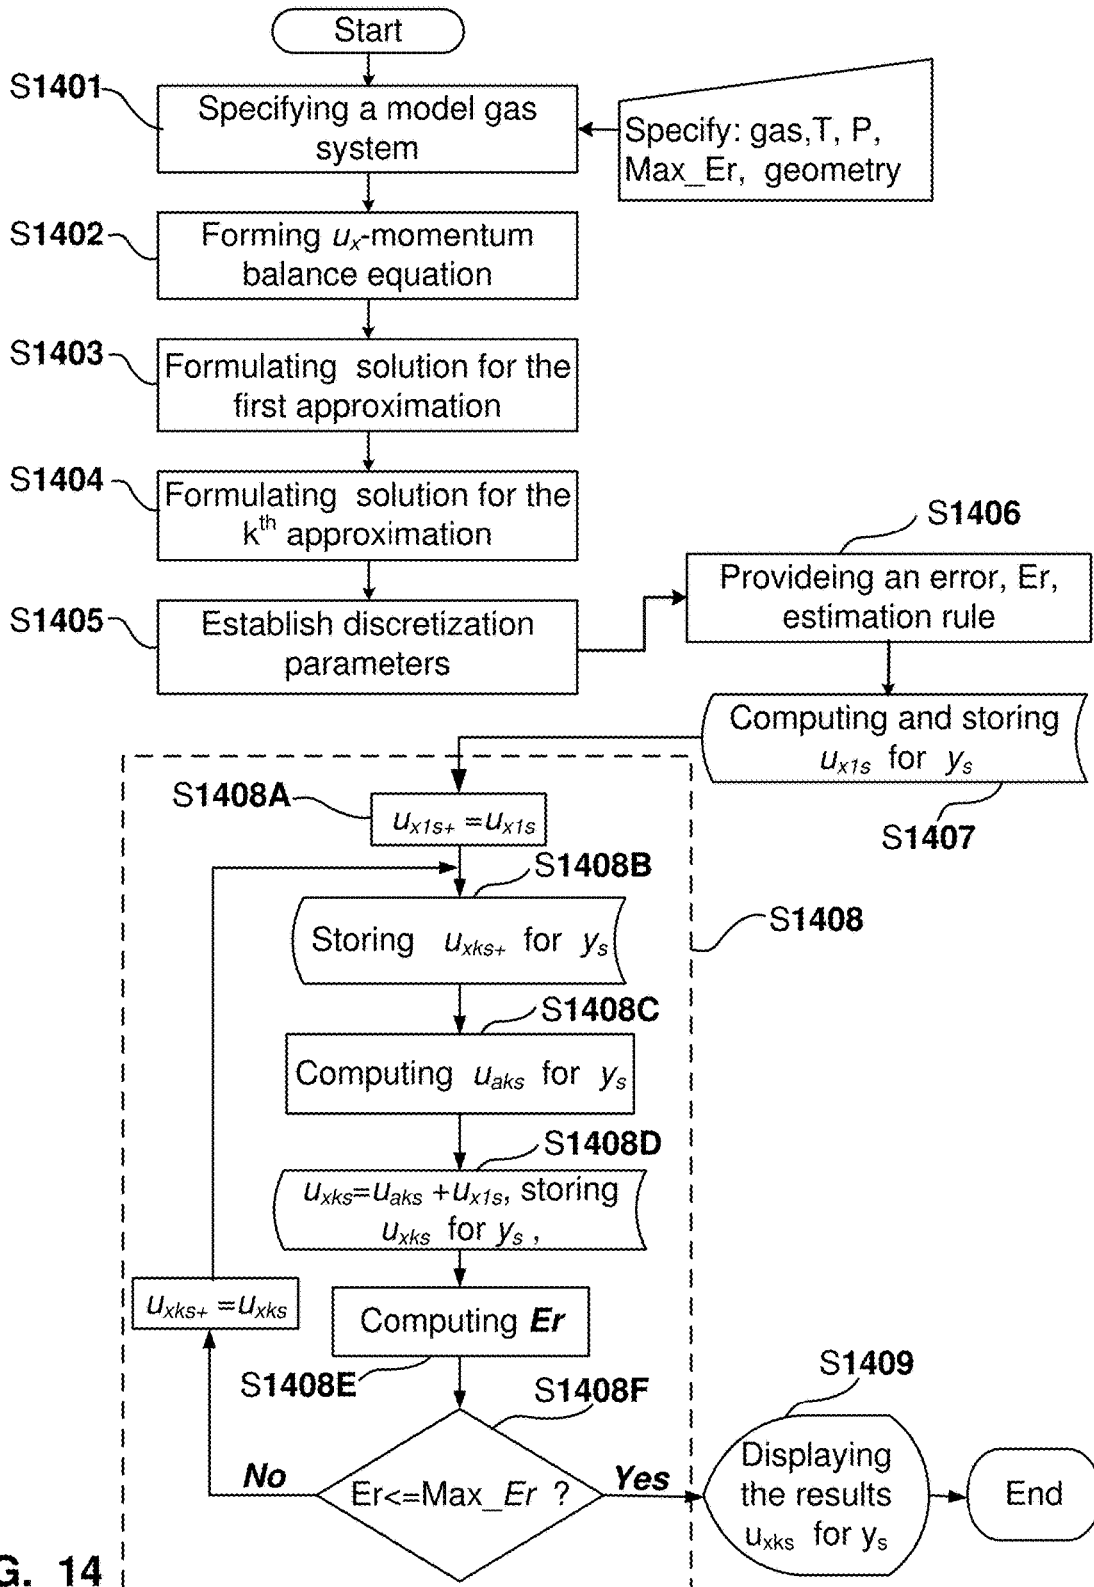 Start
S1401
Specifying a model gas
system
Specify: gas,T, P,
Max_Er, geometry
S1402
Forming ux-momentum
balance equation
S1403
Formulating solution for the
first approximation
S1404
Formulating solution for the
kth approximation
S1405
Establish discretization
parameters
S1406
Provideing an error, Er,
estimation rule
Computing and storing
ux1s for ys
S1407
S1408
S1408A
ux1s+ =ux1s
S1408B
Storing uxks+ for ys
S1408C
Computing uaks for ys
S1408D
uxks=uaks +ux1s, storing
uxks for ys ,
uxks+ =uxks
Computing Er
S1408E
S1408F
Er<=Max_Er ?
No
Yes
S1409
Displaying
the results
uxks for ys
End
G. 14